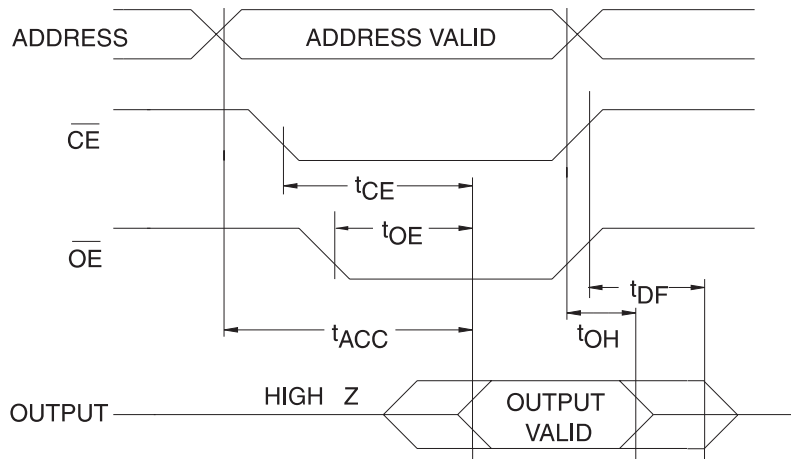 ADDRESS
ADDRESS VALID
CE
tCE
OE
tOE
tDF
tACC
tOH
OUTPUT
HIGH Z
OUTPUT
VALID